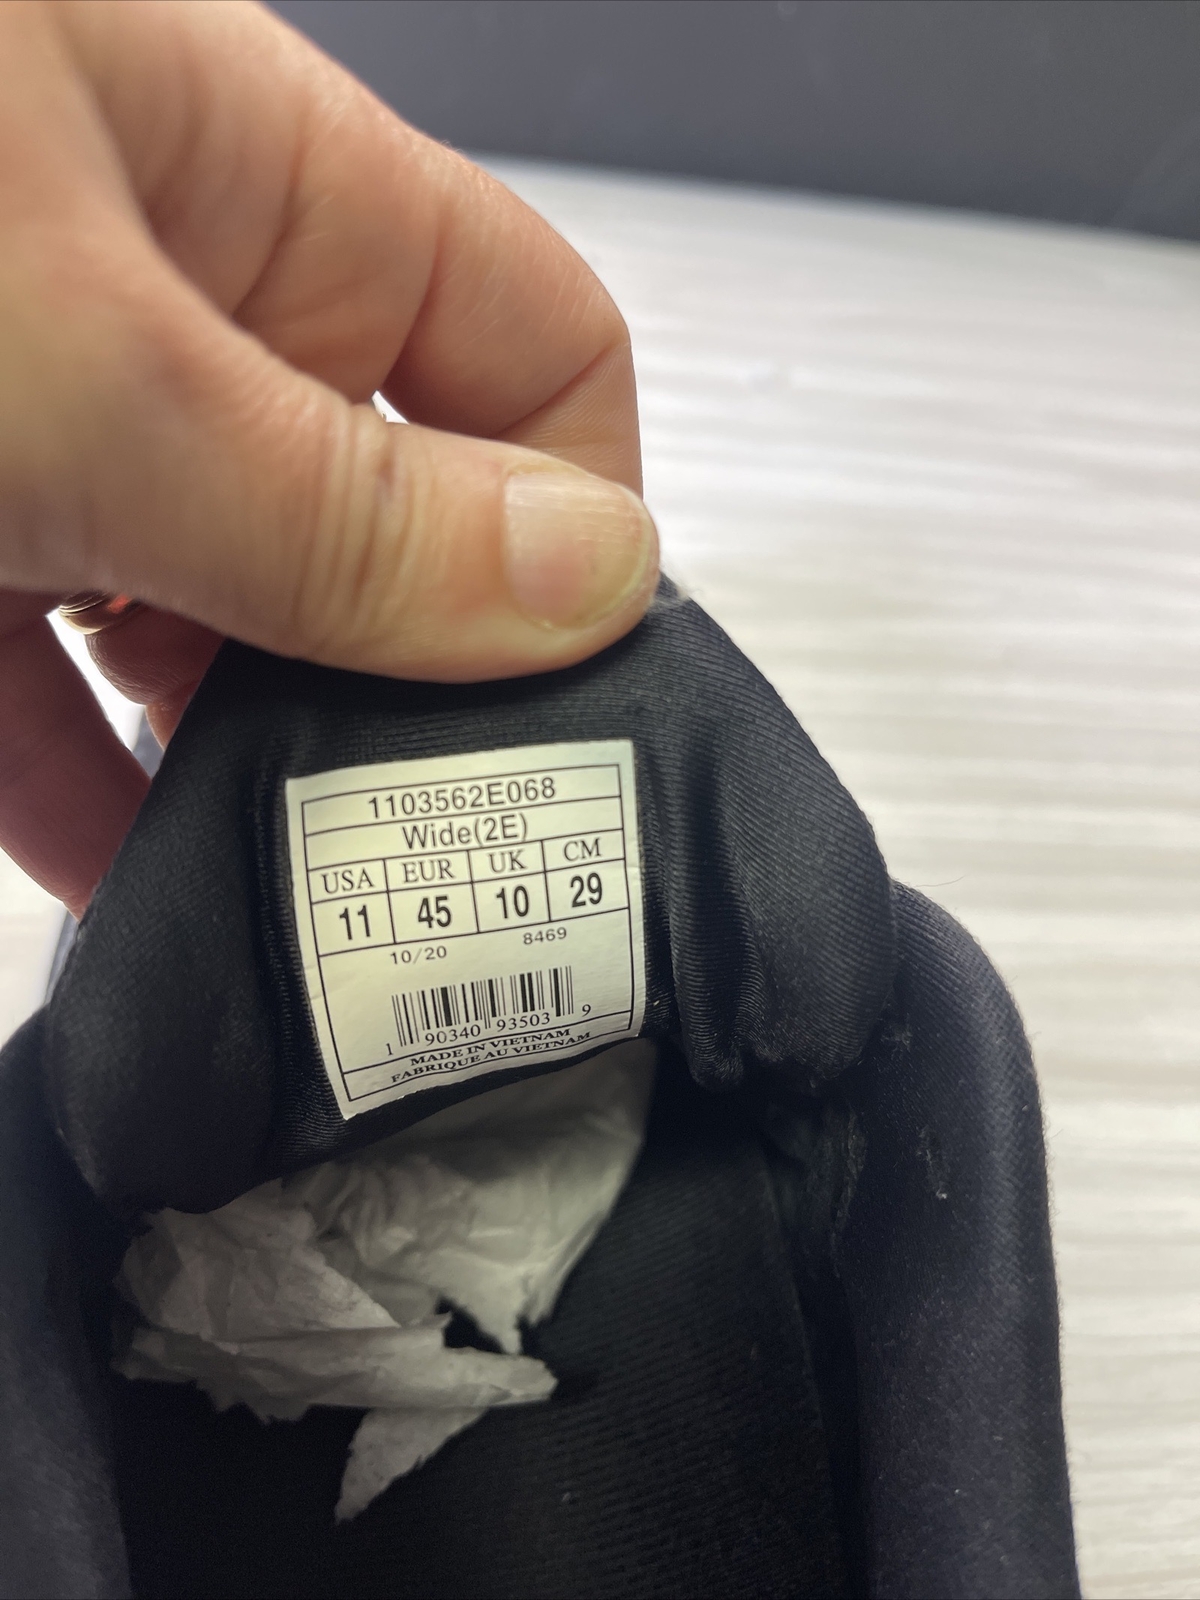 1103562E068
Wide(2E)
USA EUR UK CM
11 45 10 29
10/20 8469
1 90340 93503 9
MADE IN VIETNAM
FABRIQUE AU VIETNAM